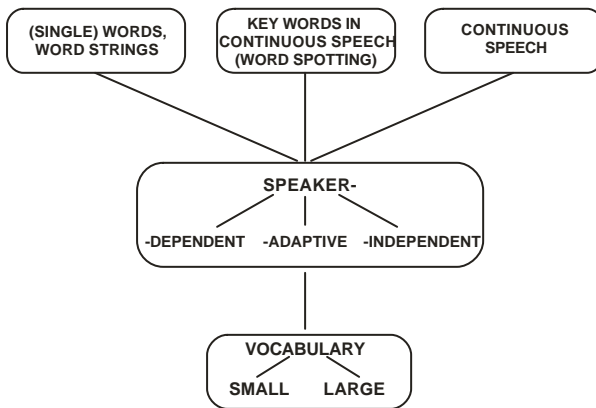 (SINGLE) WORDS,
WORD STRINGS
KEY WORDS IN
CONTINUOUS SPEECH
(WORD SPOTTING)
CONTINUOUS
SPEECH
SPEAKER-
-DEPENDENT -ADAPTIVE -INDEPENDENT
VOCABULARY
SMALL LARGE